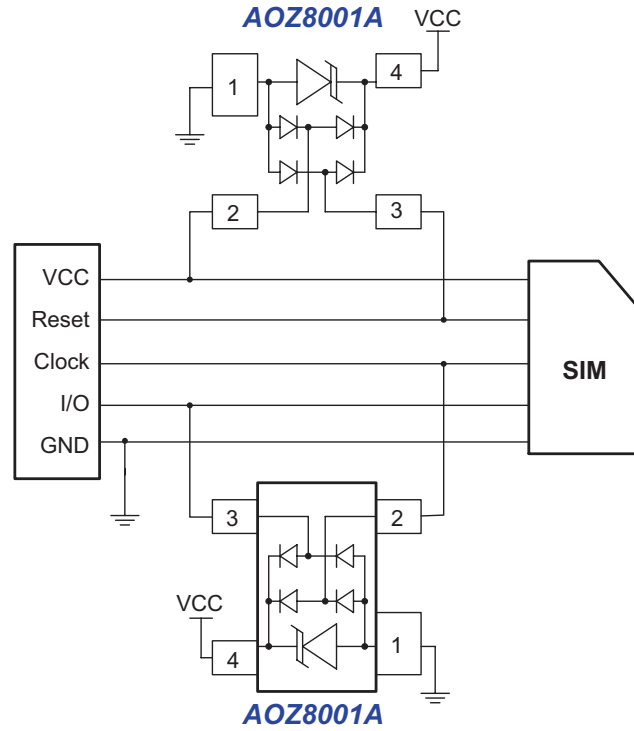 AOZ8001A
VCC
1
4
2
3
VCC
Reset
Clock
I/O
GND
SIM
3
2
VCC
4
1
AOZ8001A